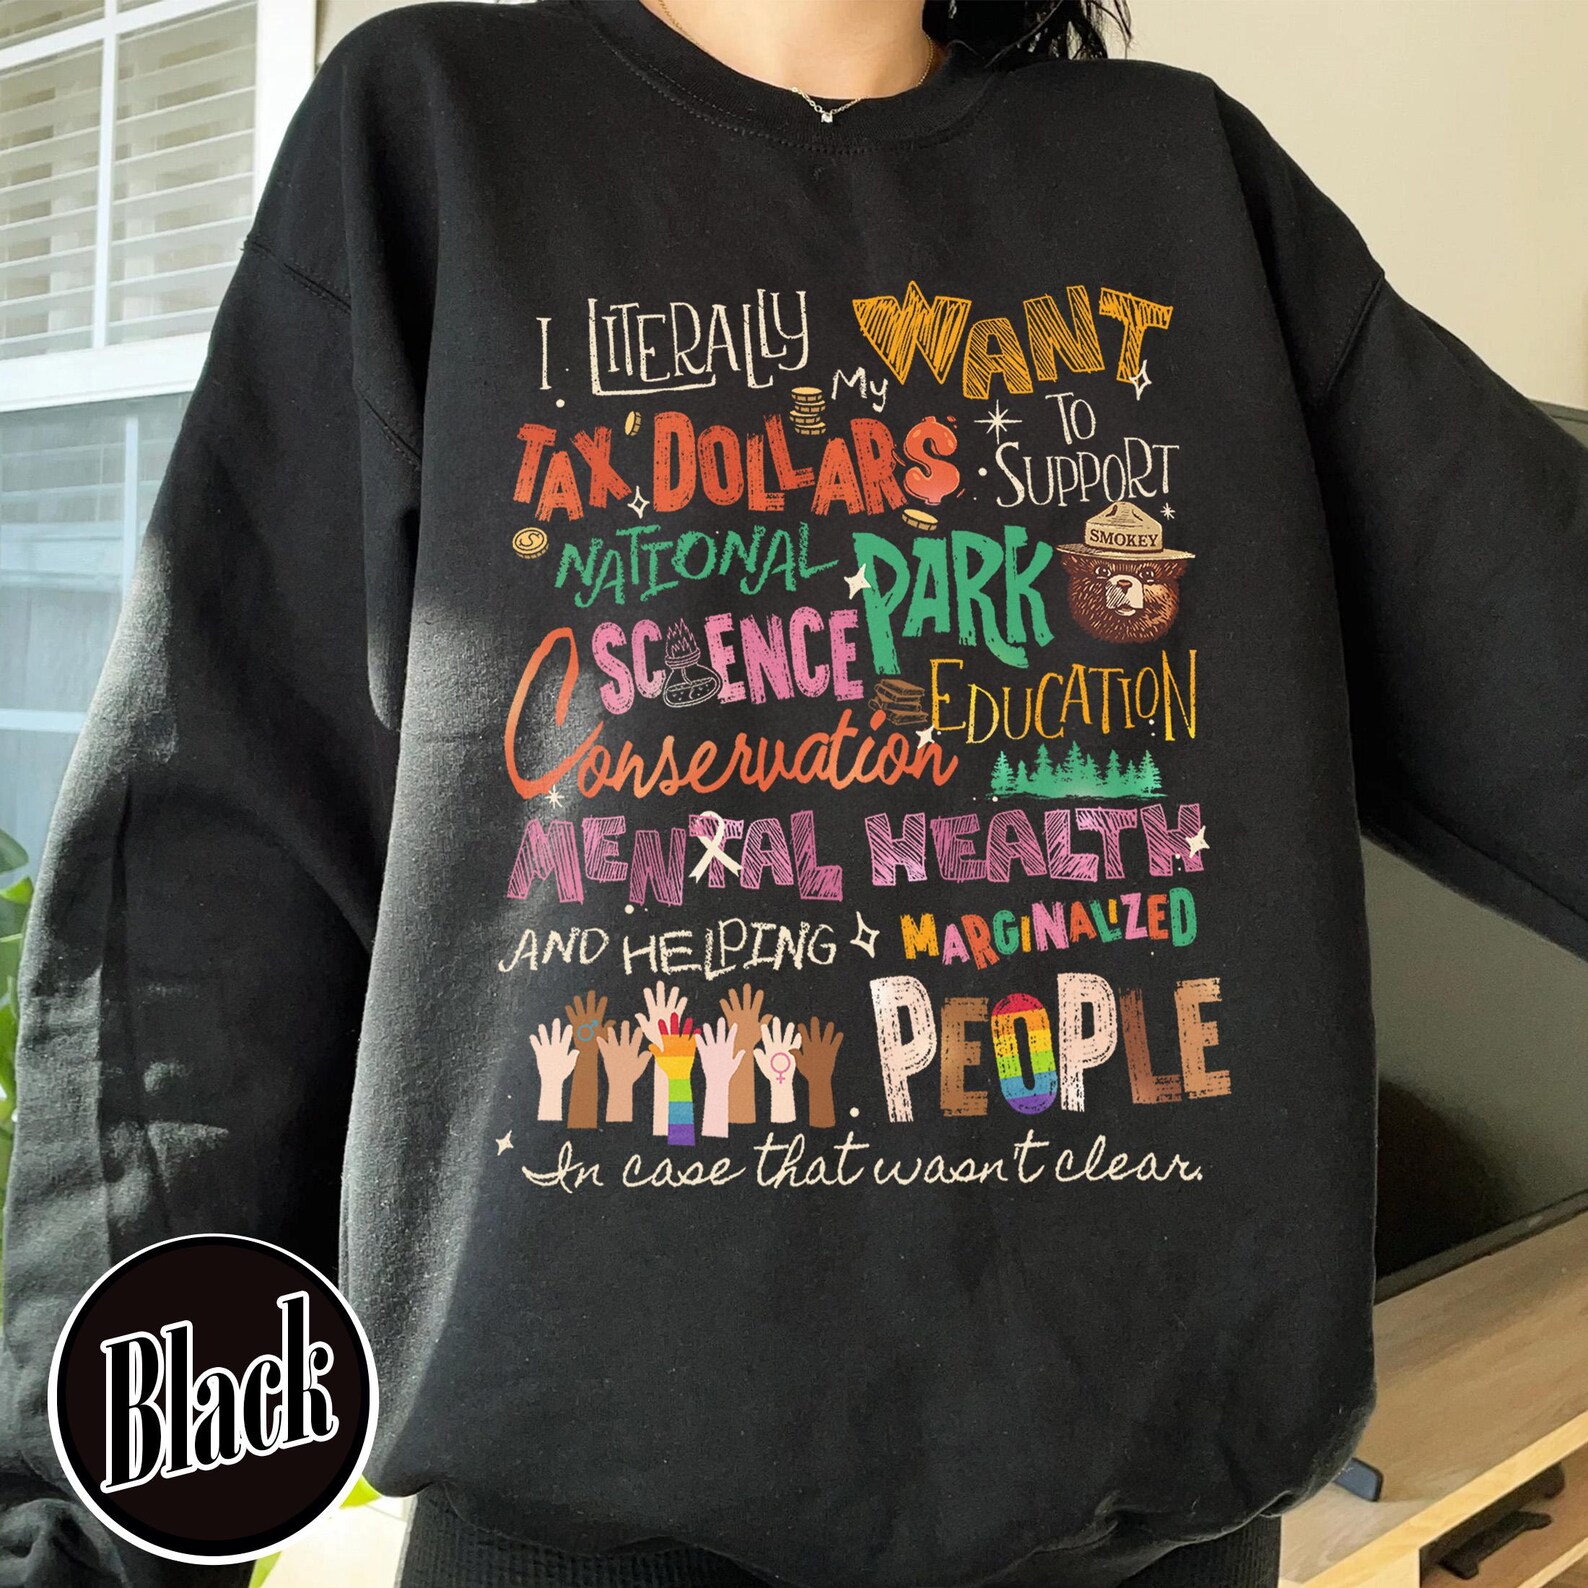 I LITERALLY WANT
MY
TAX DOLLARS TO
SUPPORT
NATIONAL PARK
SMOKEY
SCIENCE
EDUCATION
Conservation
MENTAL HEALTH
AND HELPING MARGINALIZED
PEOPLE
In case that wasn't clear.
Black